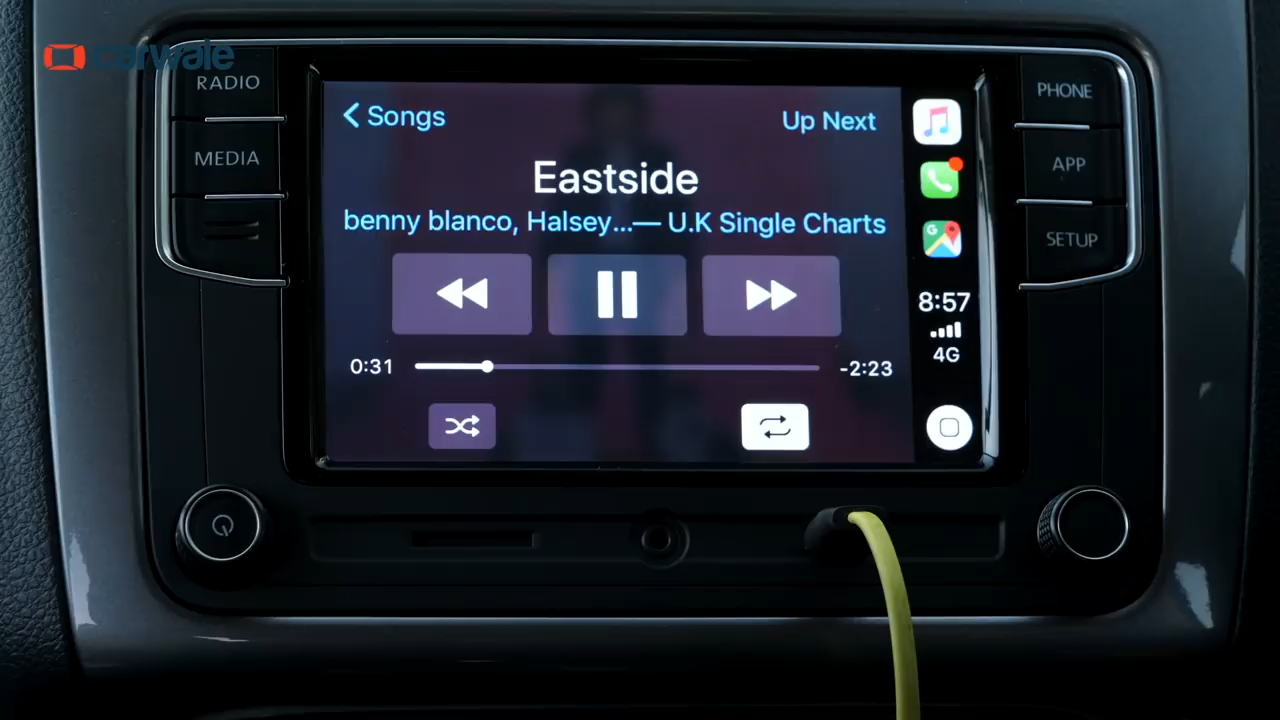 carwale
RADIO
MEDIA
Songs
Up Next
Eastside
benny blanco, Halsey...— U.K Single Charts
0:31
-2:23
8:57
4G
PHONE
APP
SETUP